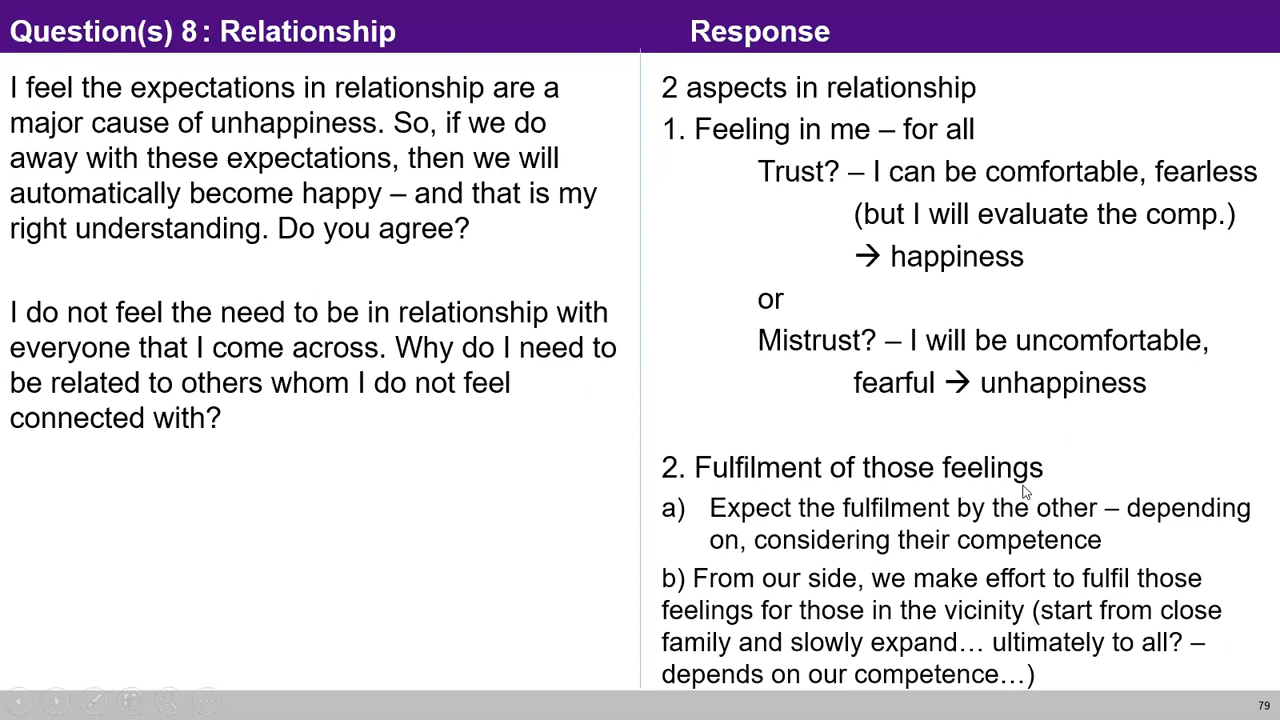 Question(s) 8: Relationship
I feel the expectations in relationship are a
major cause of unhappiness. So, if we do
away with these expectations, then we will
automatically become happy – and that is my
right understanding. Do you agree?
I do not feel the need to be in relationship with
everyone that I come across. Why do I need to
be related to others whom I do not feel
connected with?
Response
2 aspects in relationship
1. Feeling in me – for all
Trust? – I can be comfortable, fearless
(but I will evaluate the comp.)
→ happiness
or
Mistrust? – I will be uncomfortable,
fearful → unhappiness
2. Fulfilment of those feelings
a) Expect the fulfilment by the other – depending
on, considering their competence
b) From our side, we make effort to fulfil those
feelings for those in the vicinity (start from close
family and slowly expand… ultimately to all? –
depends on our competence…)
79